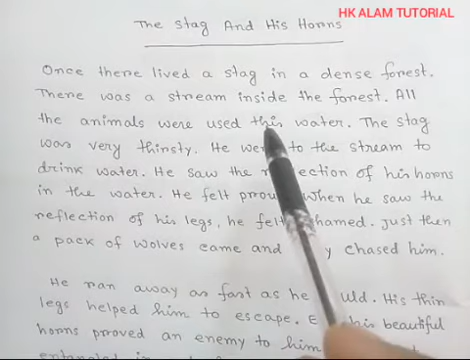 HK ALAM TUTORIAL
The Stag And His Horns
Once there lived a stag in a dense forest.
There was a stream inside the forest. All
the animals were used this water. The stag
was very thirsty. He we to the stream to
drink water. He saw the r ection of his horns
in the water. He felt prou When he saw the
reflection of his legs, he felt hamed. Just then
a pack of wolves came and y chased him.
He ran away as fast as he uld. His thin
legs helped him to escape. his beautiful
horns proved an enemy to him
entangled in